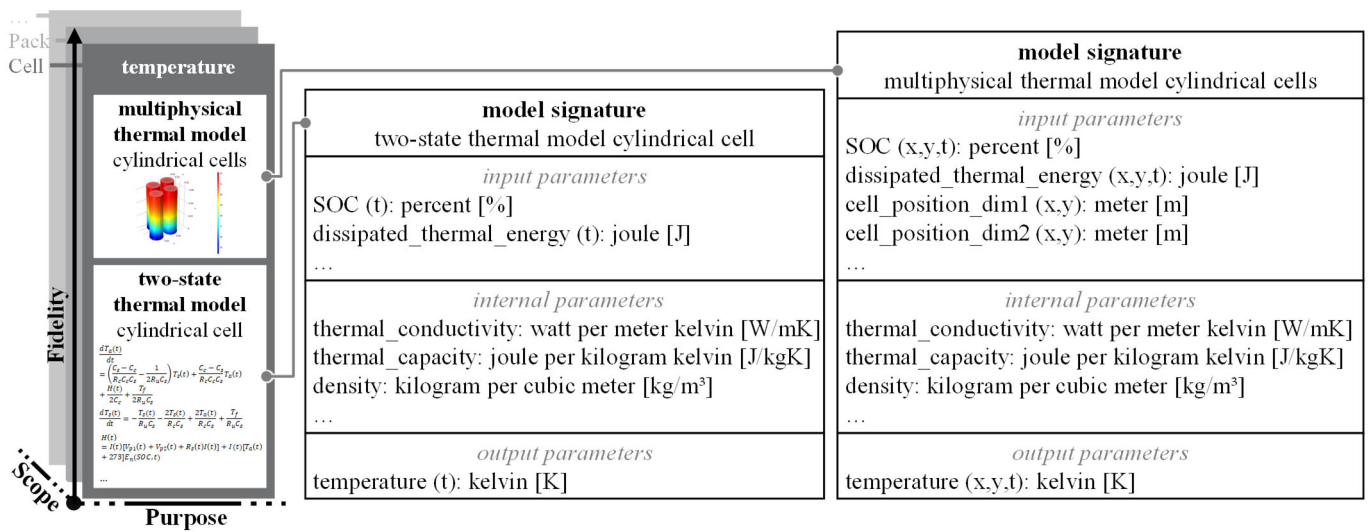 ...
Pack
Cell
Fidelity
Scope
Purpose
temperature
multiphysical
thermal model
cylindrical cells
two-state
thermal model
cylindrical cell
...
model signature
two-state thermal model cylindrical cell
input parameters
SOC (t): percent [%]
dissipated_thermal_energy (t): joule [J]
...
internal parameters
thermal_conductivity: watt per meter kelvin [W/mK]
thermal_capacity: joule per kilogram kelvin [J/kgK]
density: kilogram per cubic meter [kg/m³]
...
output parameters
temperature (t): kelvin [K]
model signature
multiphysical thermal model cylindrical cells
input parameters
SOC (x,y,t): percent [%]
dissipated_thermal_energy (x,y,t): joule [J]
cell_position_dim1 (x,y): meter [m]
cell_position_dim2 (x,y): meter [m]
...
internal parameters
thermal_conductivity: watt per meter kelvin [W/mK]
thermal_capacity: joule per kilogram kelvin [J/kgK]
density: kilogram per cubic meter [kg/m³]
...
output parameters
temperature (x,y,t): kelvin [K]